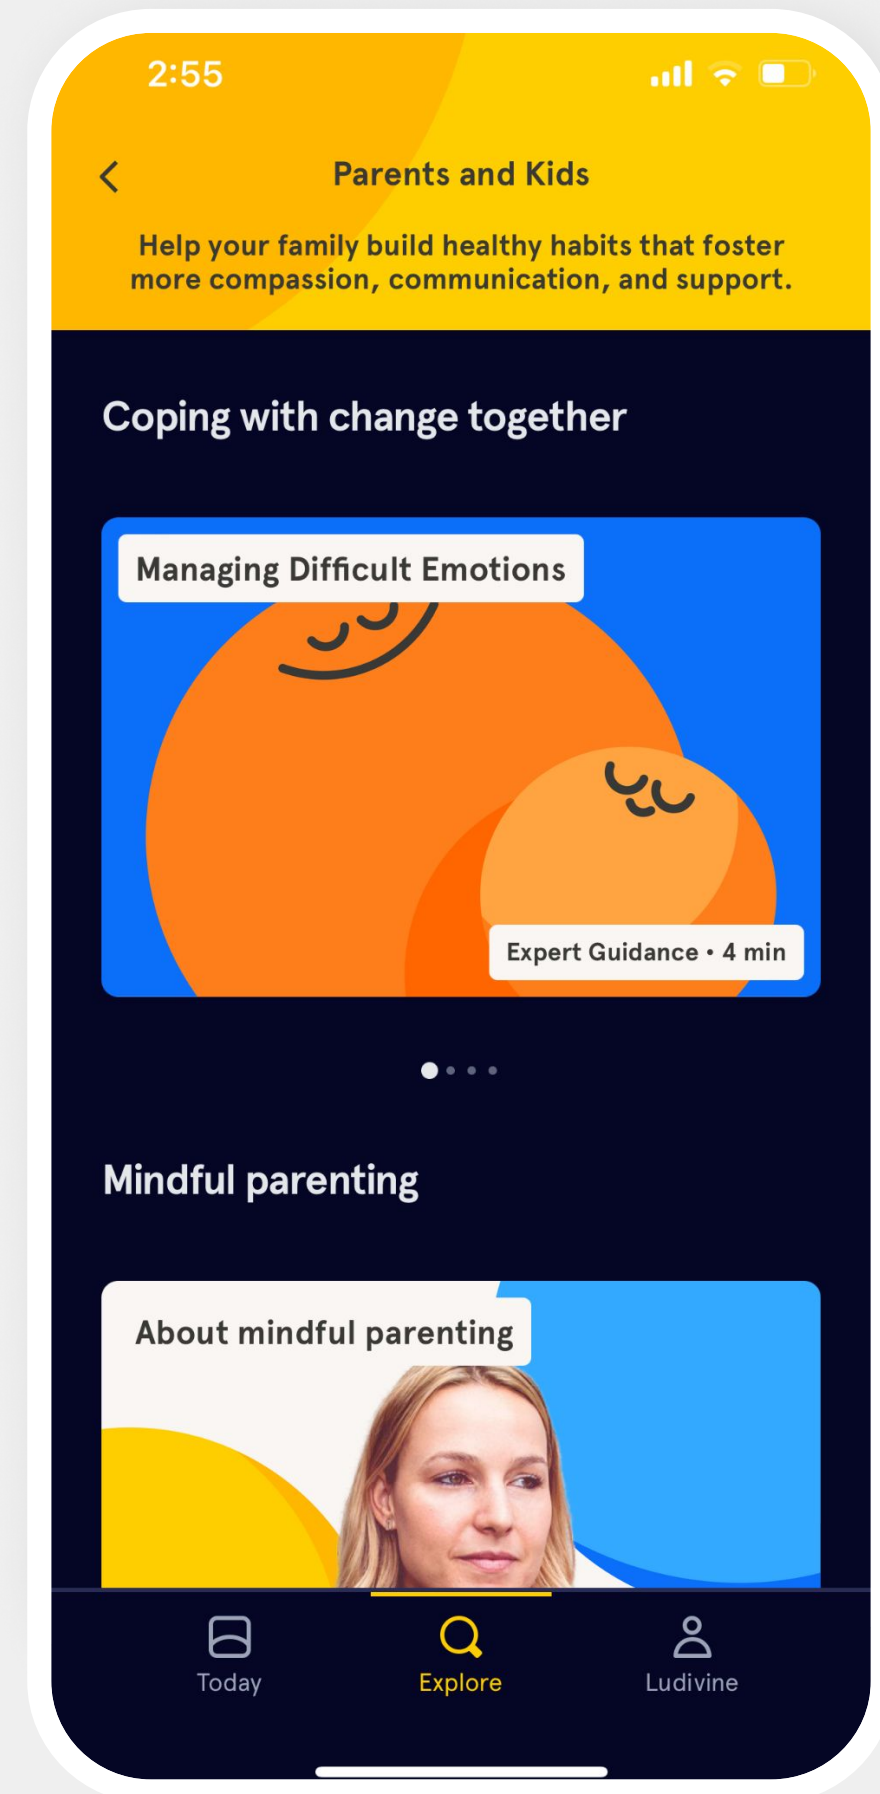 2:55
Parents and Kids
Help your family build healthy habits that foster
more compassion, communication, and support.
Coping with change together
Managing Difficult Emotions
Expert Guidance • 4 min
Mindful parenting
About mindful parenting
Today
Explore
Ludivine